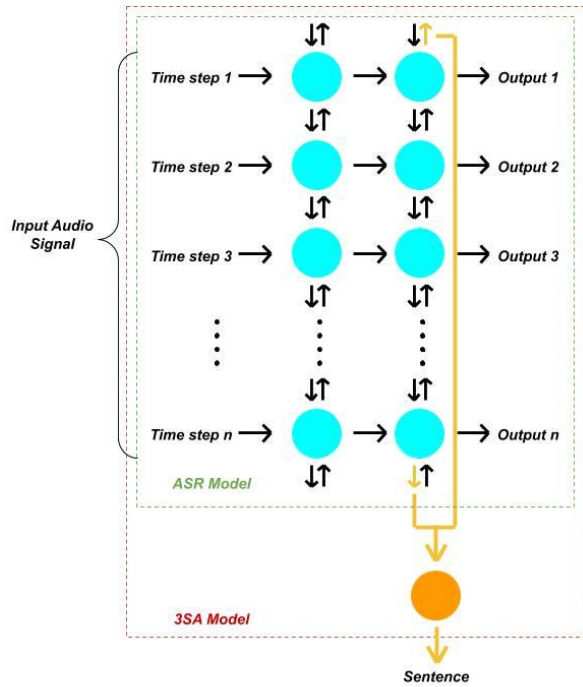 Time step 1
Output 1
Time step 2
Output 2
Input Audio
Signal
Time step 3
Output 3
Time step n
Output n
ASR Model
3SA Model
Sentence